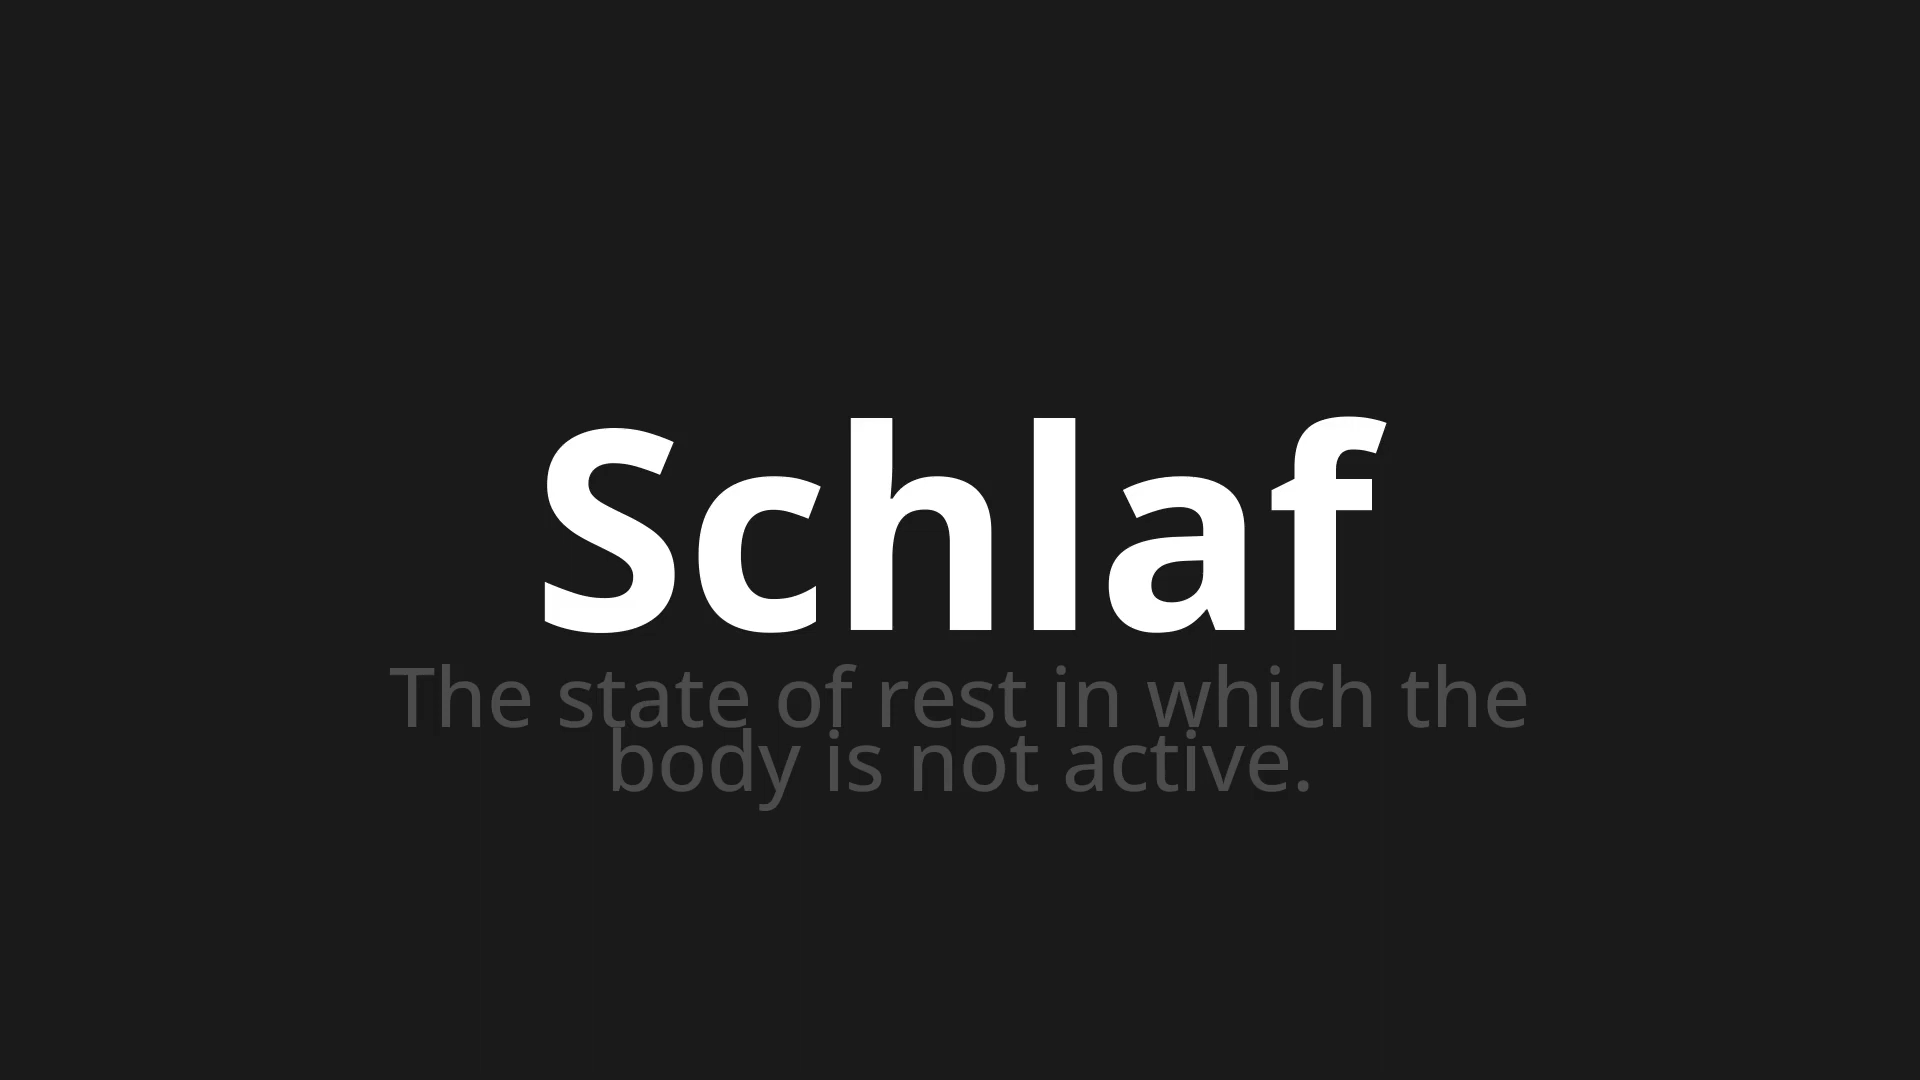 Schlaf
The state of rest in which the
body is not active.